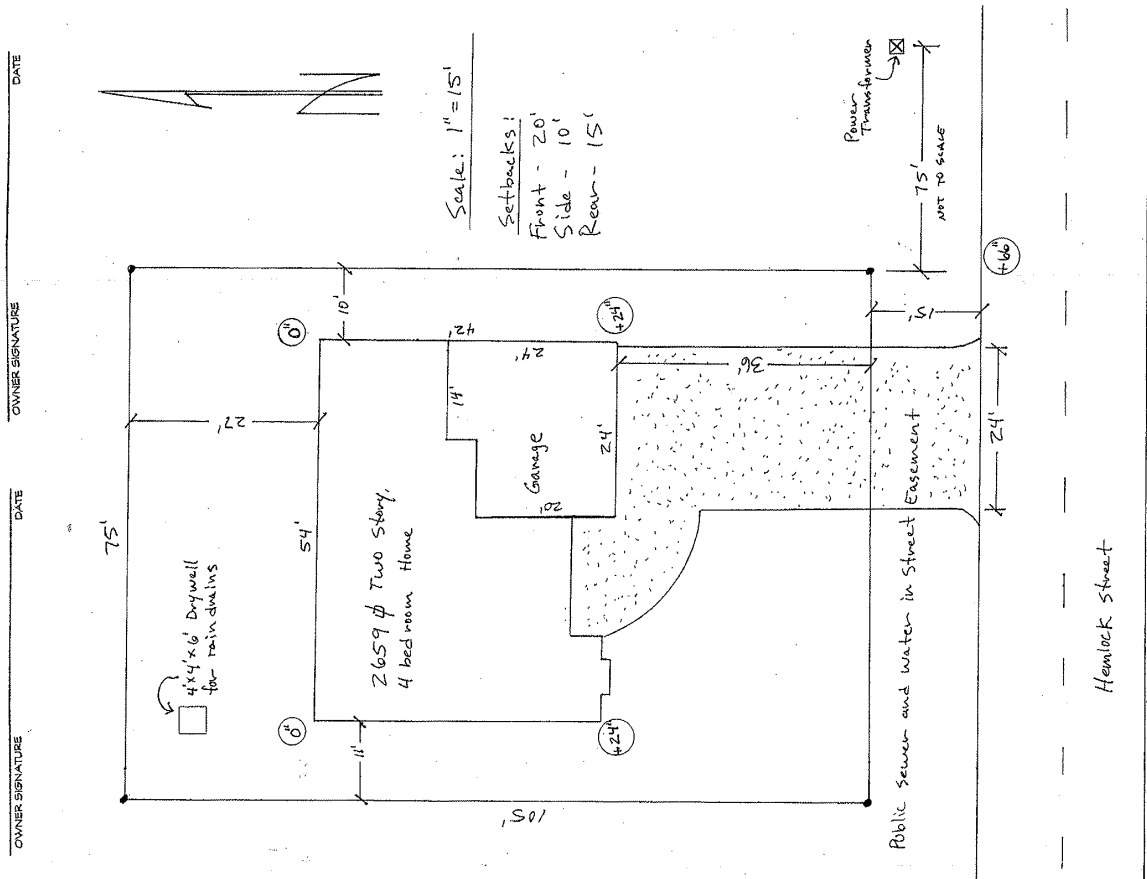 OWNER SIGNATURE
DATE
OWNER SIGNATURE
DATE
N
Scale: 1"=15'
Setbacks:
Front - 20'
Side - 10'
Rear - 15'
75'
4'x4'x6' Drywell
for rain drains
27'
0"
0"
10'
54'
11'
42'
14'
24'
2659 ϕ Two Story,
4 bedroom Home
Garage
20'
24'
+24"
+24"
105'
36'
Power
Transformer
75'
NOT TO SCALE
15'
+66"
Public Sewer and water in Street Easement
24'
Hemlock Street